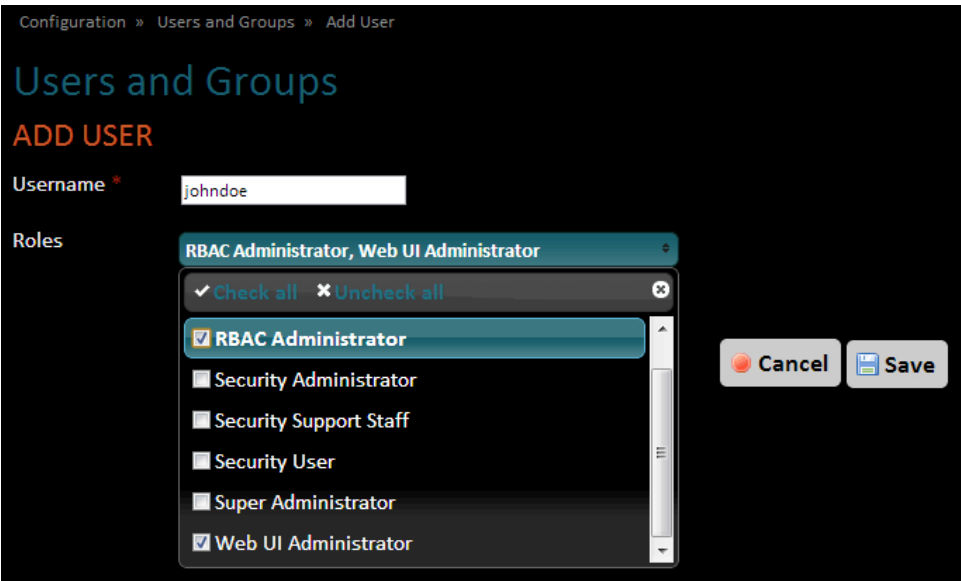 Configuration » Users and Groups » Add User
Users and Groups
ADD USER
Username *
johndoe
Roles
RBAC Administrator, Web UI Administrator
Check all Uncheck all
RBAC Administrator
Security Administrator
Security Support Staff
Security User
Super Administrator
Web UI Administrator
Cancel Save